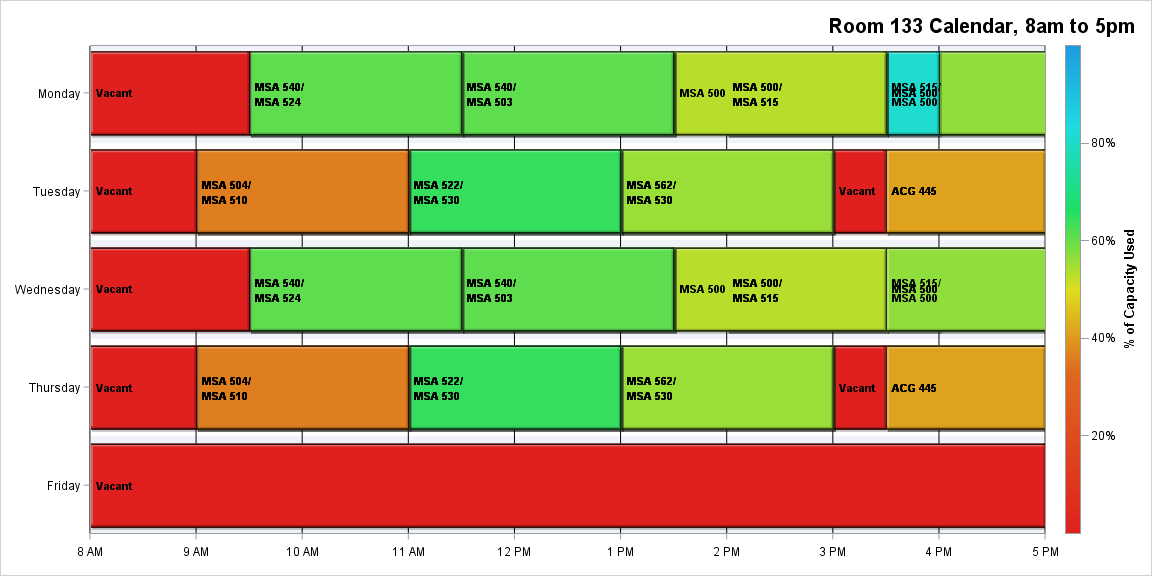 Room 133 Calendar, 8am to 5pm
Monday
Vacant
MSA 540/
MSA 524
MSA 540/
MSA 503
MSA 500
MSA 500/
MSA 515
MSA 515/
MSA 500
MSA 500
Tuesday
Vacant
MSA 504/
MSA 510
MSA 522/
MSA 530
MSA 562/
MSA 530
Vacant
ACG 445
Wednesday
Vacant
MSA 540/
MSA 524
MSA 540/
MSA 503
MSA 500
MSA 500/
MSA 515
MSA 515/
MSA 500
MSA 500
Thursday
Vacant
MSA 504/
MSA 510
MSA 522/
MSA 530
MSA 562/
MSA 530
Vacant
ACG 445
Friday
Vacant
8 AM
9 AM
10 AM
11 AM
12 PM
1 PM
2 PM
3 PM
4 PM
5 PM
80%
60%
40%
20%
% of Capacity Used